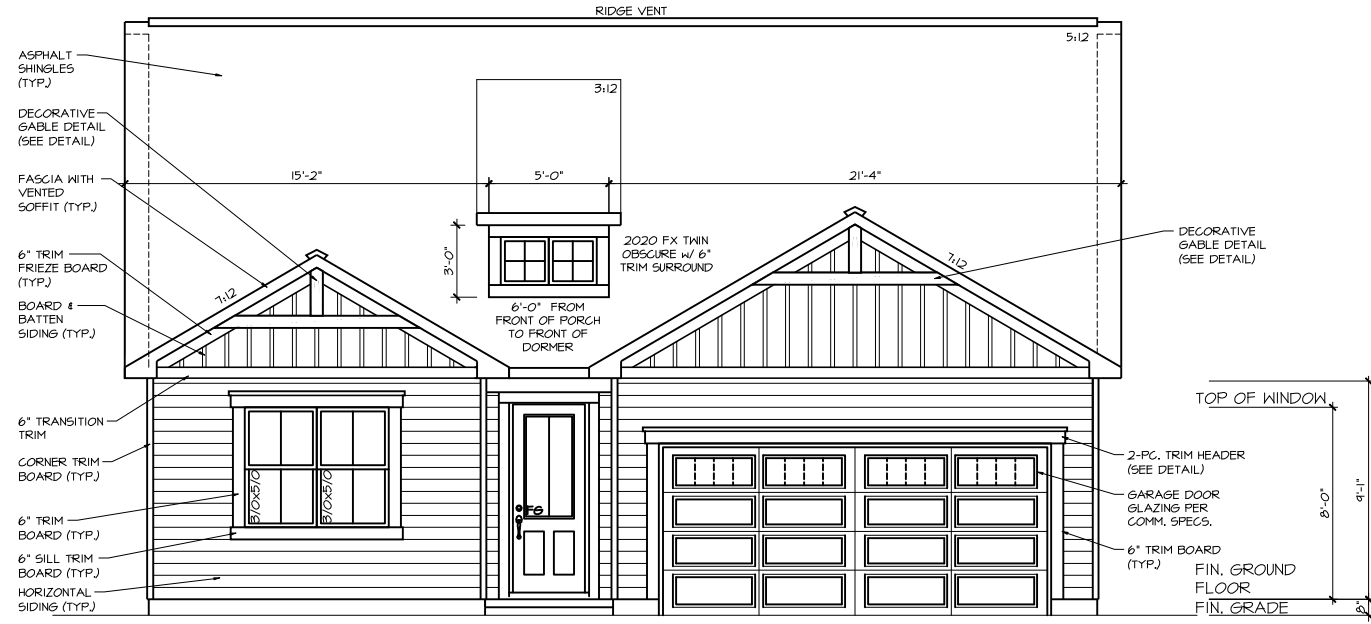 RIDGE VENT
5:12
ASPHALT
SHINGLES
(TYP.)
3:12
DECORATIVE
GABLE DETAIL
(SEE DETAIL)
15'-2"
5'-0"
21'-4"
FASCIA WITH
VENTED
SOFFIT (TYP.)
3'-0"
2020 FX TWIN
OBSCURE W/ 6"
TRIM SURROUND
DECORATIVE
GABLE DETAIL
(SEE DETAIL)
6" TRIM
FRIEZE BOARD
(TYP.)
7:12
7:12
BOARD &
BATTEN
SIDING (TYP.)
6'-0" FROM
FRONT OF PORCH
TO FRONT OF
DORMER
TOP OF WINDOW
6" TRANSITION
TRIM
CORNER TRIM
BOARD (TYP.)
2-PC. TRIM HEADER
(SEE DETAIL)
3/0x5/0
3/0x5/0
FG
GARAGE DOOR
GLAZING PER
COMM. SPECS.
8'-0"
9'-1"
6" TRIM
BOARD (TYP.)
6" TRIM BOARD
(TYP.)
6" SILL TRIM
BOARD (TYP.)
FIN. GROUND
FLOOR
HORIZONTAL
SIDING (TYP.)
FIN. GRADE
8"